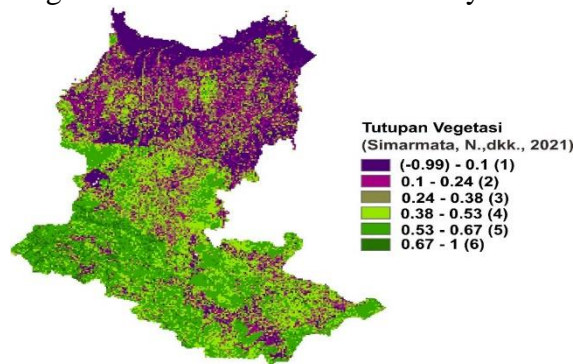 Tutupan Vegetasi
(Simarmata, N.,dkk., 2021)
(-0.99) - 0.1 (1)
0.1 - 0.24 (2)
0.24 - 0.38 (3)
0.38 - 0.53 (4)
0.53 - 0.67 (5)
0.67 - 1 (6)